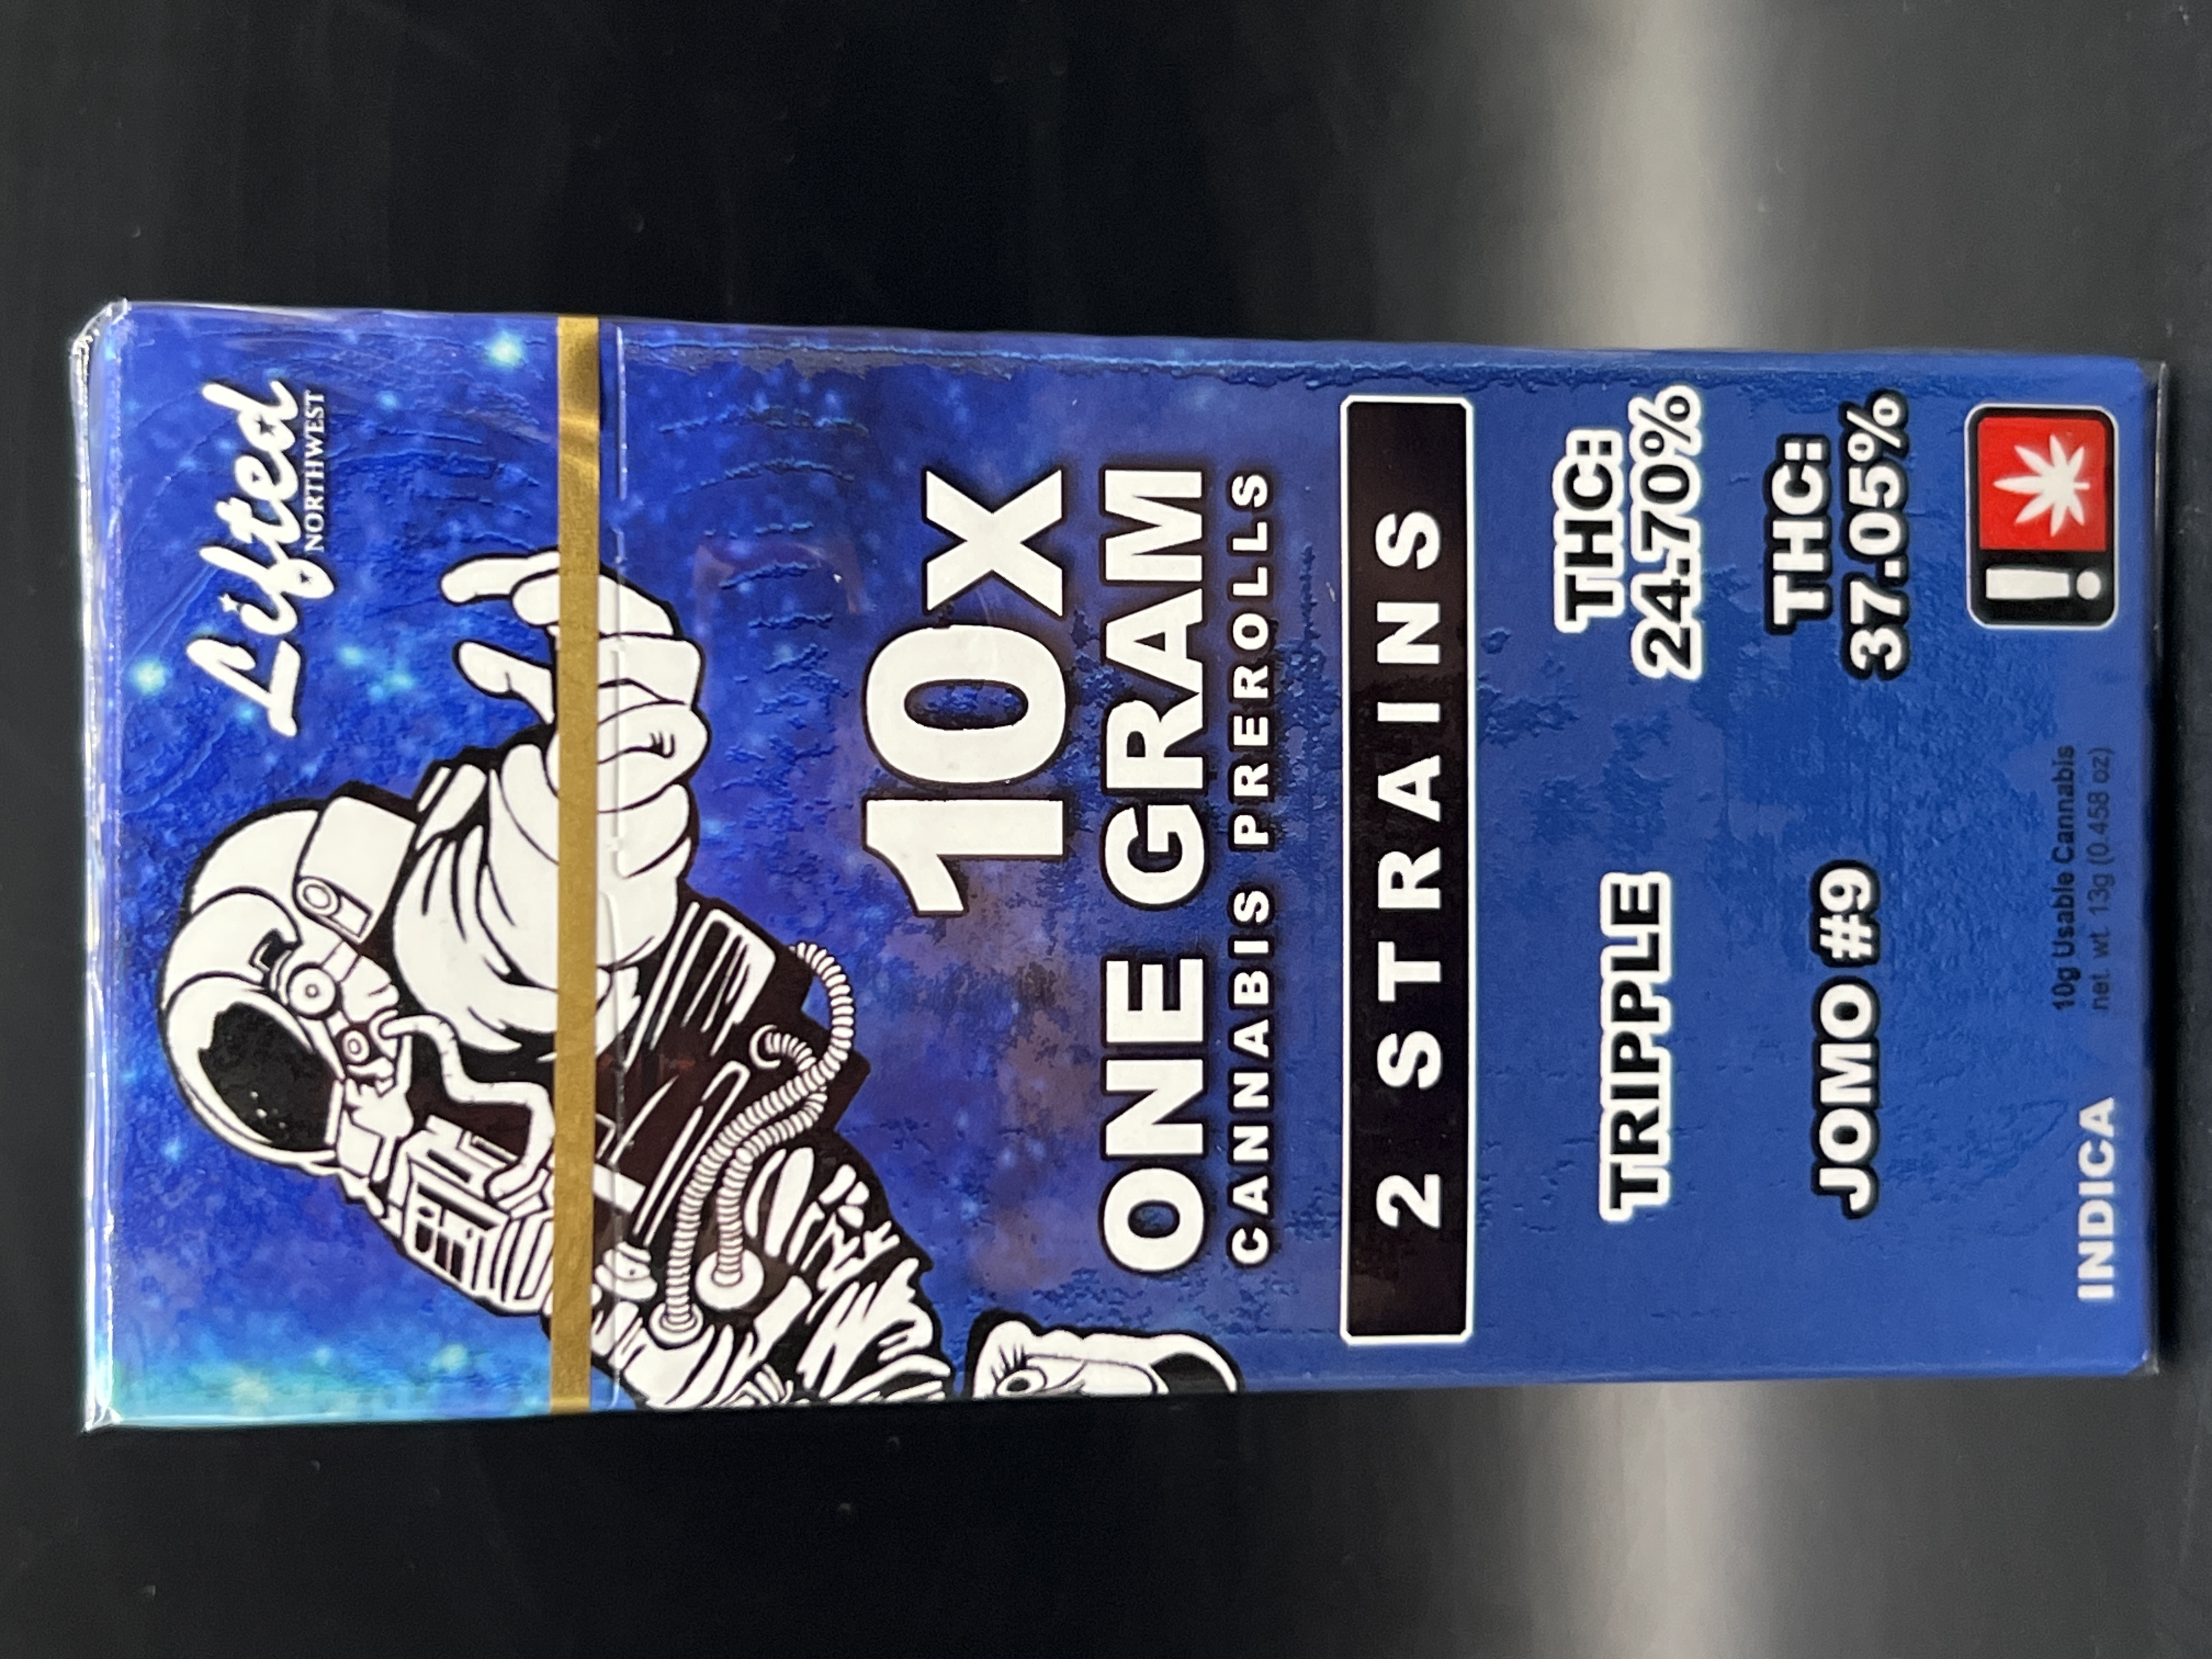 Lifted
NORTHWEST
10X
ONE GRAM
CANNABIS PREROLLS
2 STRAINS
TRIPPLE
THC:
24.70%
JOMO #9
THC:
37.05%
INDICA
10g Usable Cannabis
net. wt. 13g (0.458 oz)
!